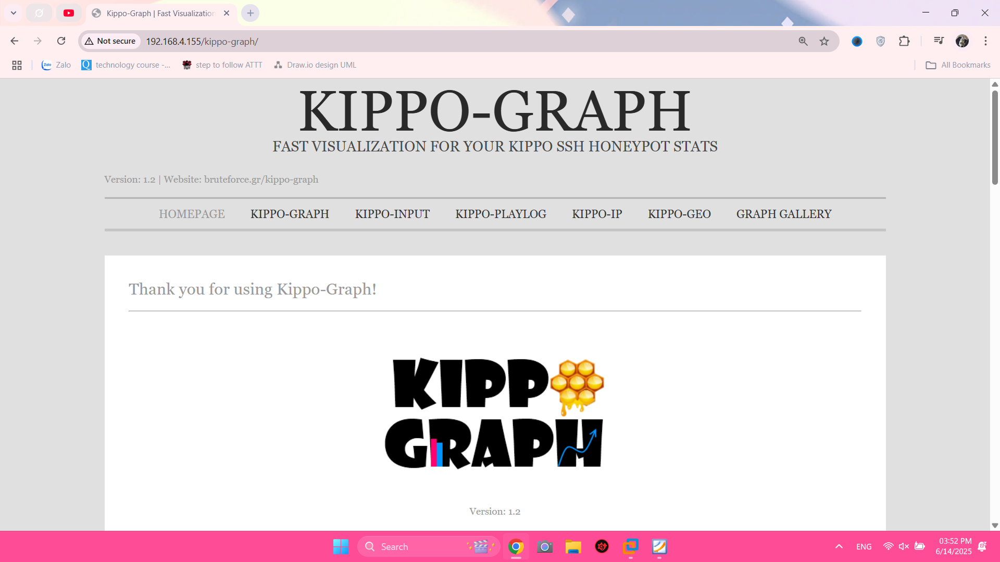 Kippo-Graph | Fast Visualization
Not secure
192.168.4.155/kippo-graph/
Zalo
Zalo
technology course -...
step to follow ATTT
Draw.io design UML
All Bookmarks
KIPPO-GRAPH
FAST VISUALIZATION FOR YOUR KIPPO SSH HONEYPOT STATS
Version: 1.2 | Website: bruteforce.gr/kippo-graph
HOMEPAGE
KIPPO-GRAPH
KIPPO-INPUT
KIPPO-PLAYLOG
KIPPO-IP
KIPPO-GEO
GRAPH GALLERY
Thank you for using Kippo-Graph!
KIPP
GRAPH
Version: 1.2
Search
ENG
03:52 PM
6/14/2025